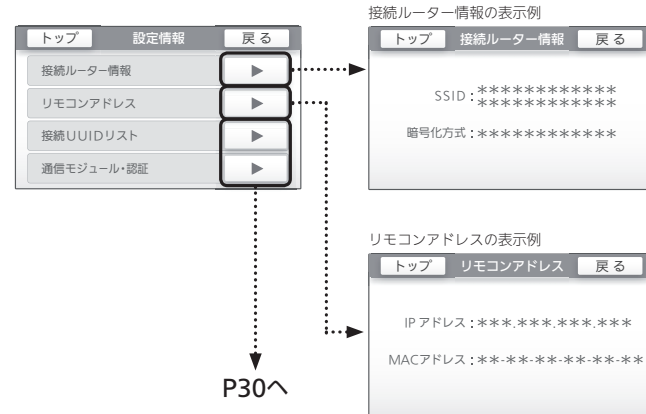 トップ 設定情報 戻る
接続ルーター情報 ▶
リモコンアドレス ▶
接続UUIDリスト ▶
通信モジュール・認証 ▶
P30へ
接続ルーター情報の表示例
トップ 接続ルーター情報 戻る
SSID：************
************
暗号化方式：************
リモコンアドレスの表示例
トップ リモコンアドレス 戻る
IP アドレス：***.***.***.***
MACアドレス：**-**-**-**-**-**